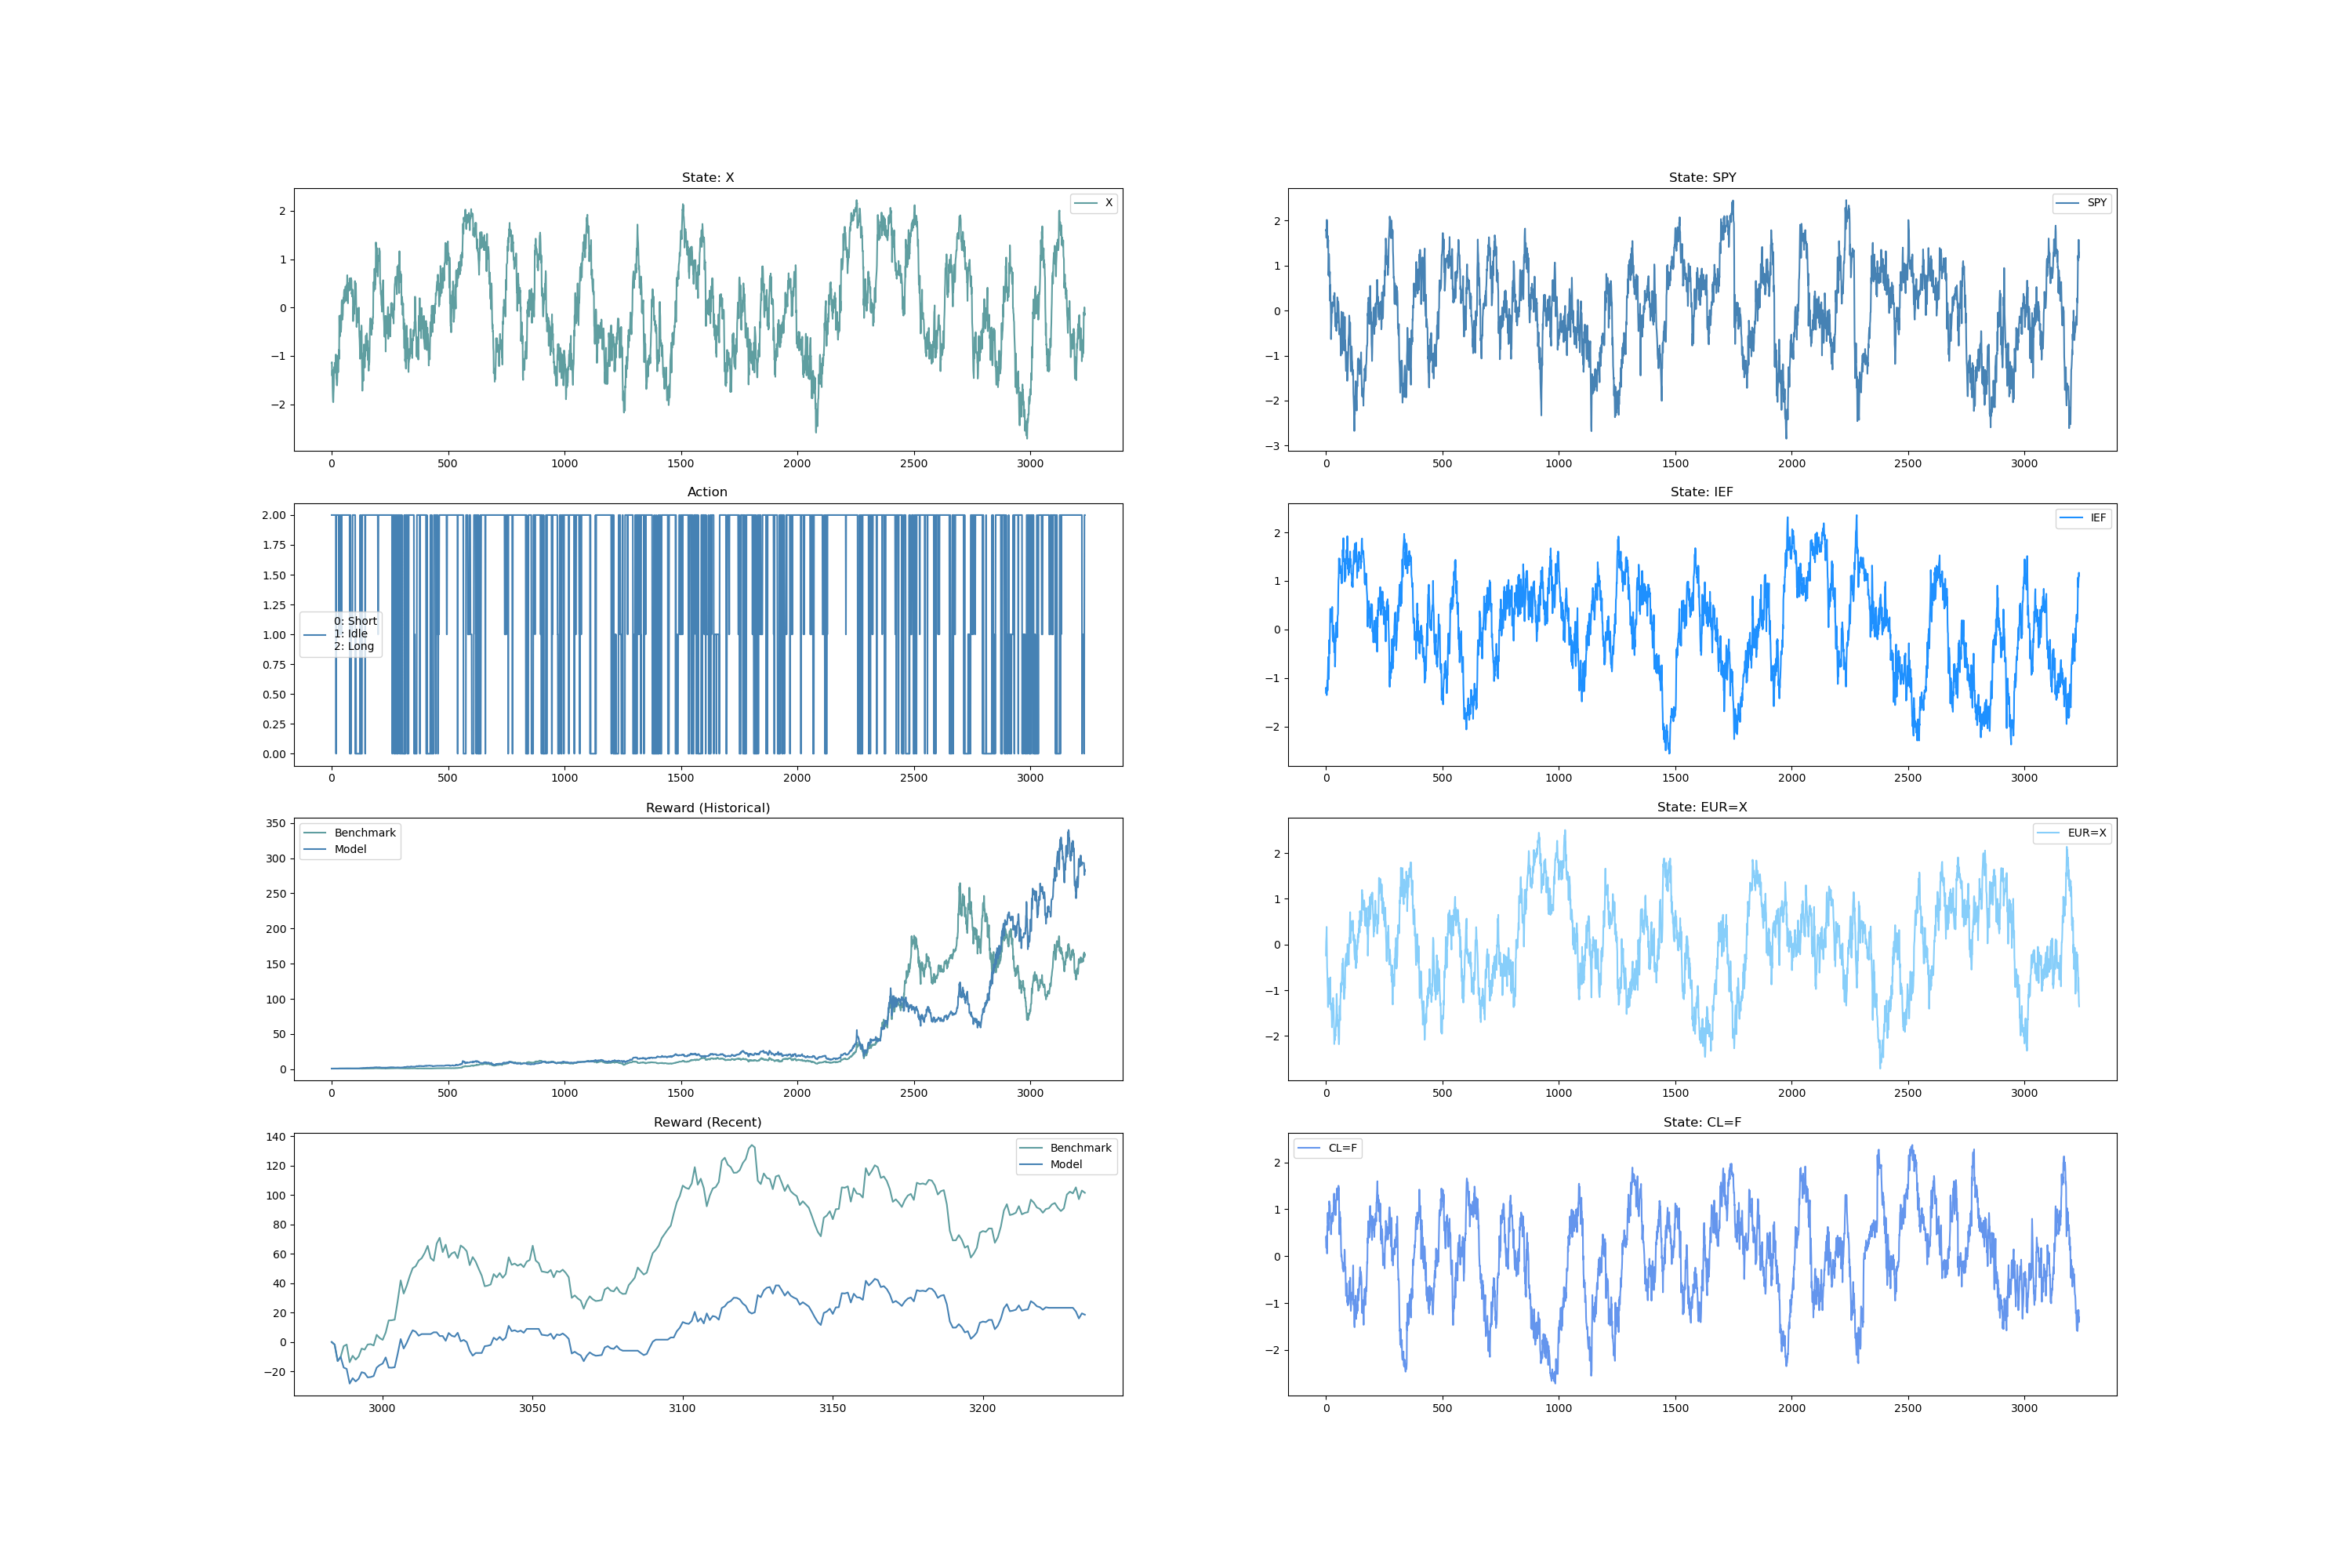 State: X
X
2
1
0
−1
−2
0 500 1000 1500 2000 2500 3000
Action
2.00
1.75
1.50
1.25
1.00
0.75
0.50
0.25
0.00
0: Short
1: Idle
2: Long
0 500 1000 1500 2000 2500 3000
Reward (Historical)
Benchmark
Model
350
300
250
200
150
100
50
0
0 500 1000 1500 2000 2500 3000
Reward (Recent)
Benchmark
Model
140
120
100
80
60
40
20
0
−20
3000 3050 3100 3150 3200
State: SPY
SPY
2
1
0
−1
−2
−3
0 500 1000 1500 2000 2500 3000
State: IEF
IEF
2
1
0
−1
−2
0 500 1000 1500 2000 2500 3000
State: EUR=X
EUR=X
2
1
0
−1
−2
0 500 1000 1500 2000 2500 3000
State: CL=F
CL=F
2
1
0
−1
−2
0 500 1000 1500 2000 2500 3000